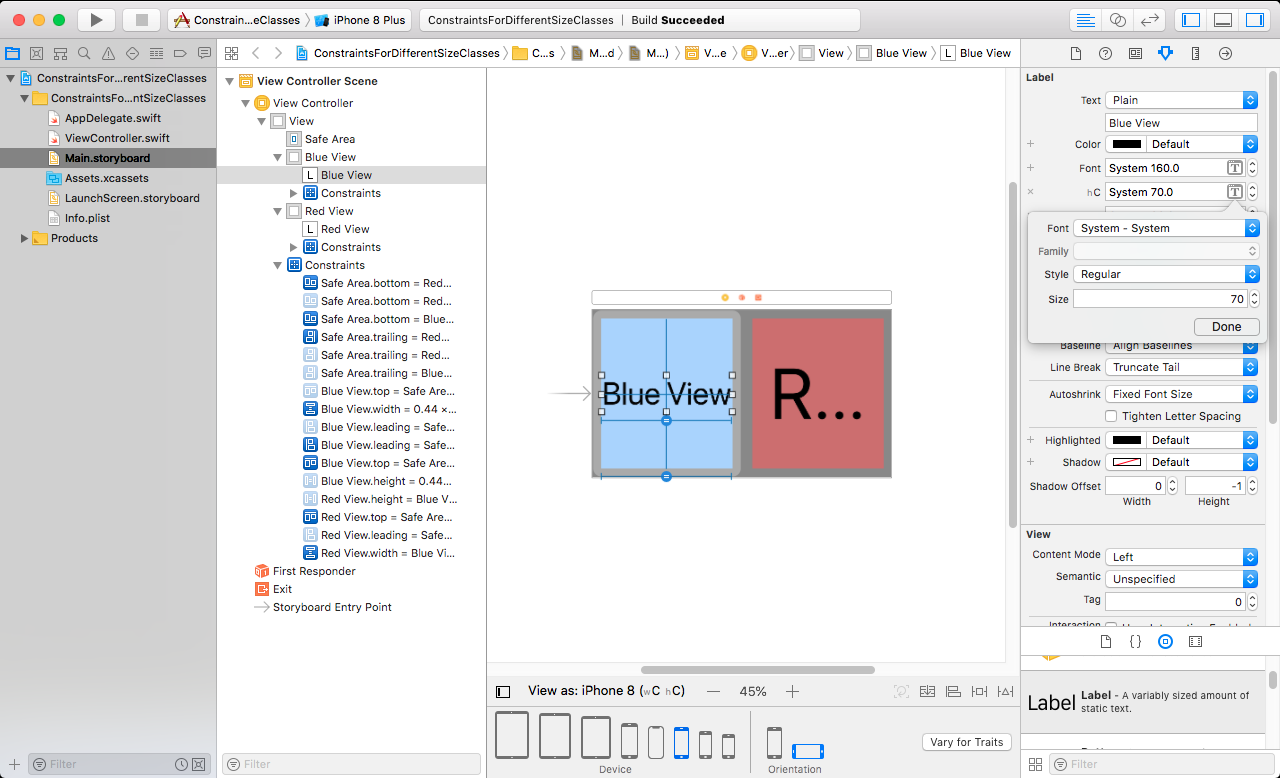 Constrain...eClasses
iPhone 8 Plus
ConstraintsForDifferentSizeClasses | Build Succeeded
ConstraintsForDifferentSizeClasses
C...s
M...d
M...)
V...e
V...er
View
Blue View
L Blue View
ConstraintsFor...rentSizeClasses
ConstraintsFo...ntSizeClasses
AppDelegate.swift
ViewController.swift
Main.storyboard
Assets.xcassets
LaunchScreen.storyboard
Info.plist
Products
Filter
View Controller Scene
View Controller
View
Safe Area
Blue View
L Blue View
Constraints
Red View
L Red View
Constraints
Constraints
Safe Area.bottom = Red...
Safe Area.bottom = Red...
Safe Area.bottom = Blue...
Safe Area.trailing = Red...
Safe Area.trailing = Red...
Safe Area.trailing = Blue...
Blue View.top = Safe Are...
Blue View.width = 0.44 ×...
Blue View.leading = Safe...
Blue View.leading = Safe...
Blue View.top = Safe Are...
Blue View.height = 0.44...
Red View.height = Blue V...
Red View.top = Safe Are...
Red View.leading = Safe...
Red View.width = Blue Vi...
First Responder
Exit
Storyboard Entry Point
Filter
Blue View
R...
View as: iPhone 8 (wC hC)
— 45% +
Device
Orientation
Vary for Traits
Label
Text Plain
Blue View
+ Color Default
+ Font System 160.0 T
× hC System 70.0 T
Font System - System
Family
Style Regular
Size 70
Done
Baseline Align Baselines
Line Break Truncate Tail
Autoshrink Fixed Font Size
Tighten Letter Spacing
+ Highlighted Default
+ Shadow Default
Shadow Offset 0 -1
Width Height
View
Content Mode Left
Semantic Unspecified
Tag 0
Interaction
{ }
Label Label - A variably sized amount of
static text.
Filter